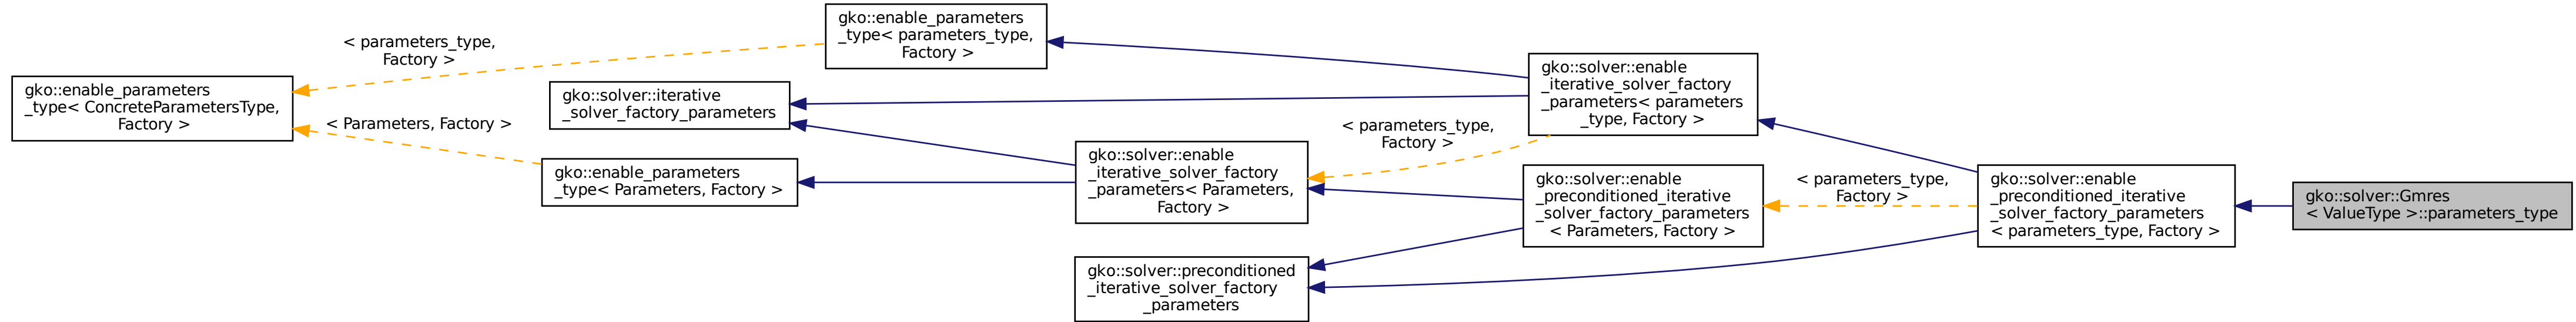 gko::enable_parameters
_type< ConcreteParametersType,
Factory >
< parameters_type,
Factory >
< Parameters, Factory >
gko::enable_parameters
_type< parameters_type,
Factory >
gko::solver::iterative
_solver_factory_parameters
gko::enable_parameters
_type< Parameters, Factory >
gko::solver::enable
_iterative_solver_factory
_parameters< Parameters,
Factory >
gko::solver::preconditioned
_iterative_solver_factory
_parameters
< parameters_type,
Factory >
gko::solver::enable
_iterative_solver_factory
_parameters< parameters
_type, Factory >
gko::solver::enable
_preconditioned_iterative
_solver_factory_parameters
< Parameters, Factory >
< parameters_type,
Factory >
gko::solver::enable
_preconditioned_iterative
_solver_factory_parameters
< parameters_type, Factory >
gko::solver::Gmres
< ValueType >::parameters_type